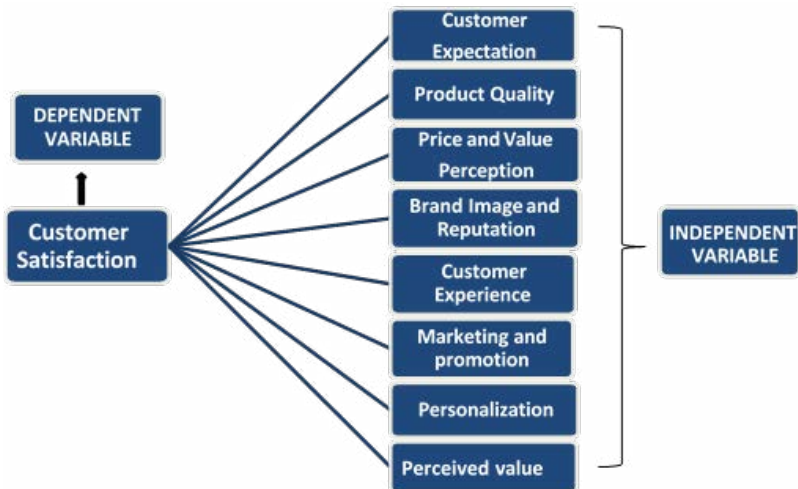 DEPENDENT
VARIABLE
Customer
Satisfaction
Customer
Expectation
Product Quality
Price and Value
Perception
Brand Image and
Reputation
Customer
Experience
Marketing and
promotion
Personalization
Perceived value
INDEPENDENT
VARIABLE